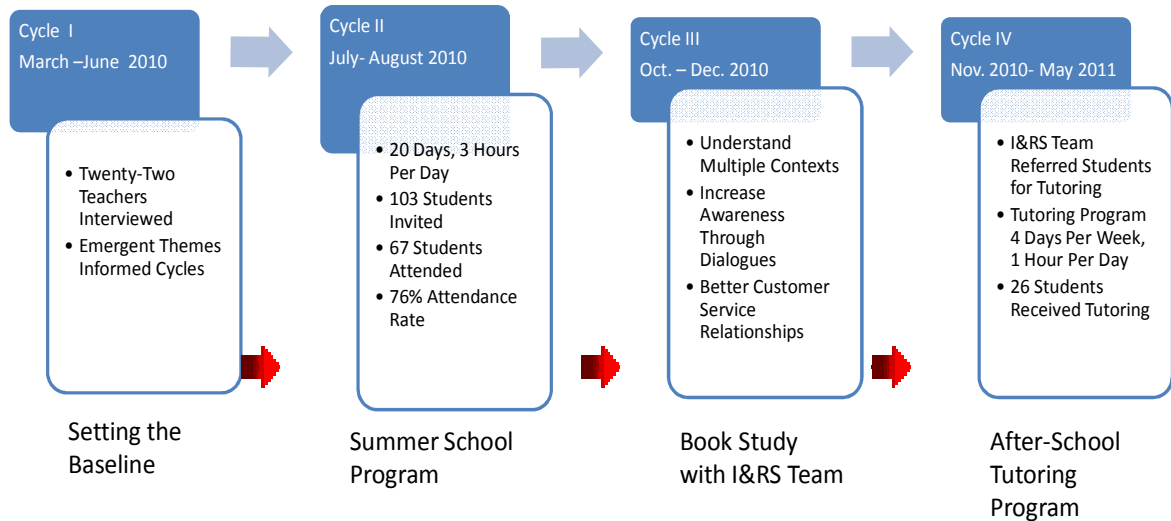 Cycle  I
March –June  2010
• Twenty-Two
Teachers
Interviewed
• Emergent Themes
Informed Cycles
Setting the
Baseline
Cycle II
July- August 2010
• 20 Days, 3 Hours
Per Day
• 103 Students
Invited
• 67 Students
Attended
• 76% Attendance
Rate
Summer School
Program
Cycle III
Oct. – Dec. 2010
• Understand
Multiple Contexts
• Increase
Awareness
Through
Dialogues
• Better Customer
Service
Relationships
Book Study
with I&RS Team
Cycle IV
Nov. 2010- May 2011
• I&RS Team
Referred Students
for Tutoring
• Tutoring Program
4 Days Per Week,
1 Hour Per Day
• 26 Students
Received Tutoring
After-School
Tutoring
Program